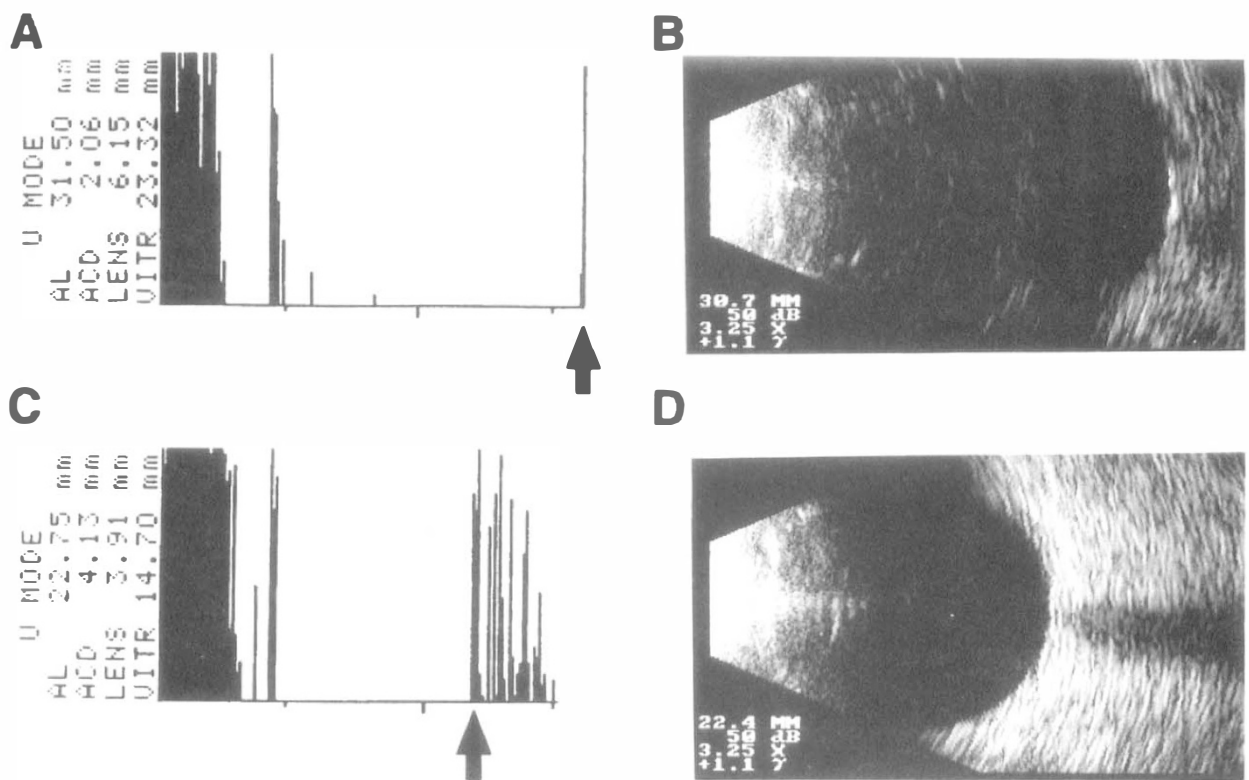 A
U MODE
AL 31.50 mm
ACD 2.06 mm
LENS 6.15 mm
VITR 23.32 mm
B
30.7 MM
50 dB
3.25 X
+1.1 γ
C
U MODE
AL 22.75 mm
ACD 4.13 mm
LENS 3.91 mm
VITR 14.70 mm
D
22.4 MM
50 dB
3.25 X
+1.1 γ